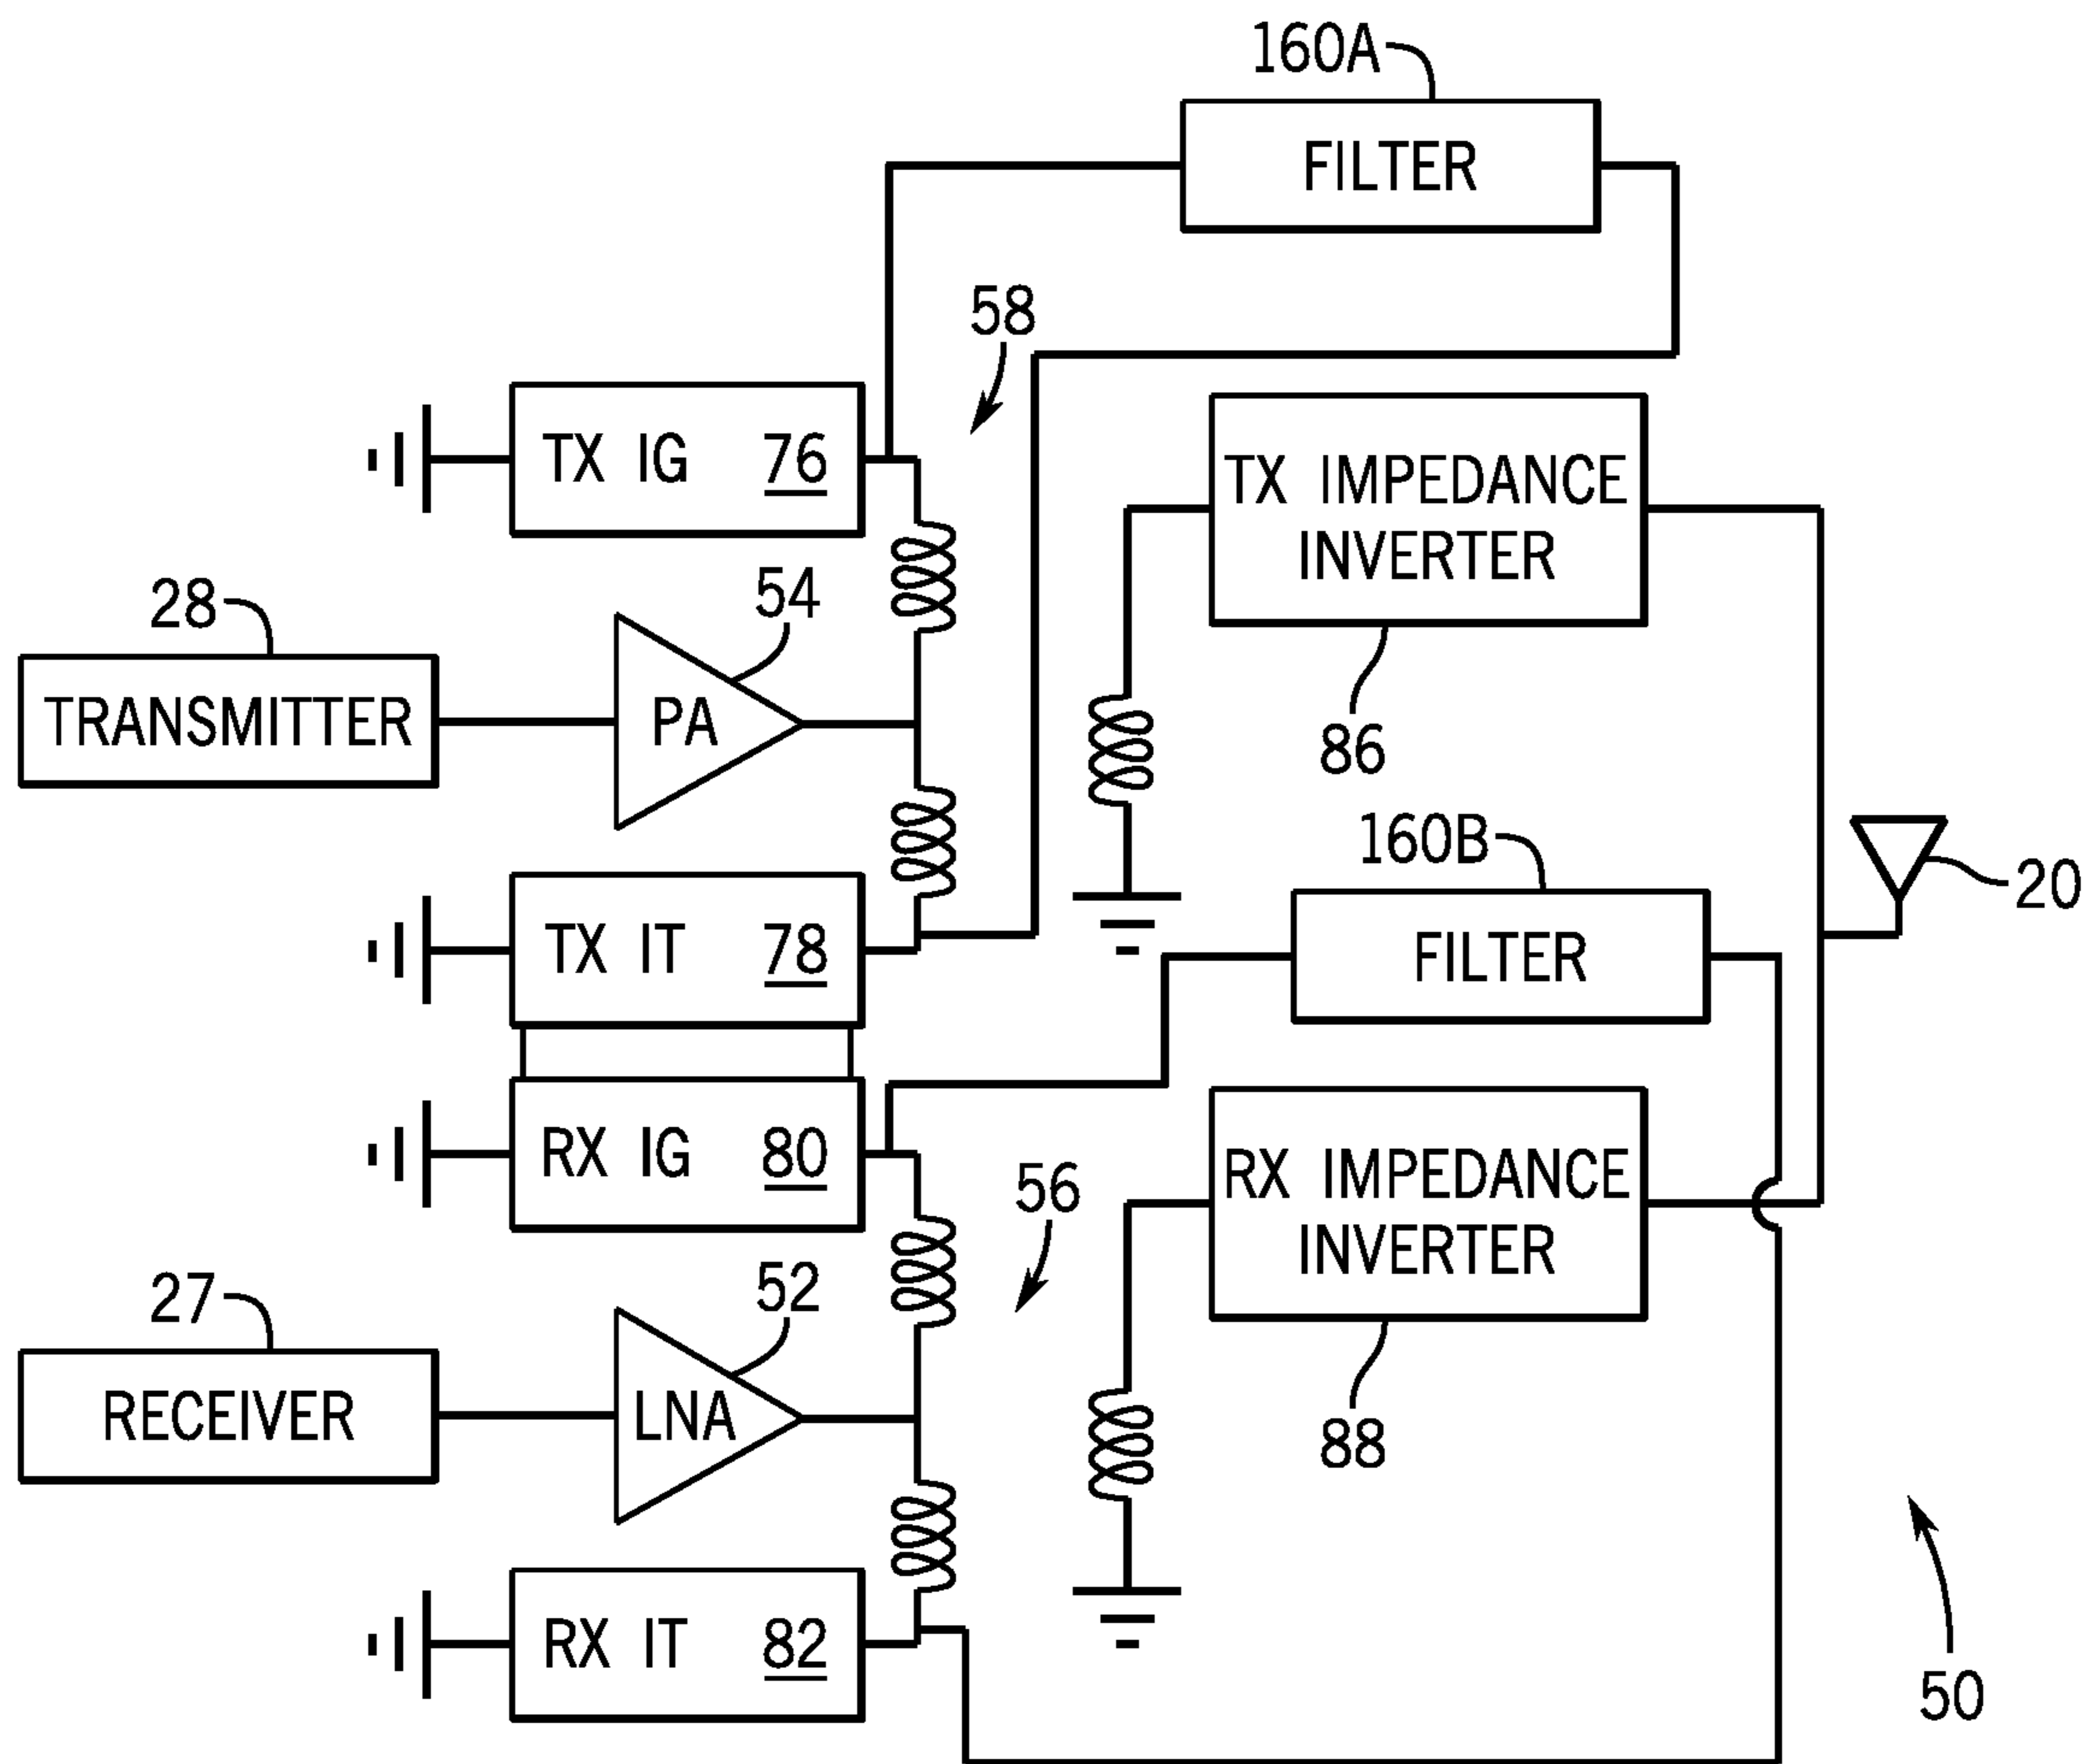 160A
FILTER
58
TX IG 76
TX IMPEDANCE
INVERTER
28
54
TRANSMITTER
PA
86
160B
20
TX IT 78
FILTER
RX IG 80
RX IMPEDANCE
INVERTER
56
27
52
RECEIVER
LNA
88
RX IT 82
50